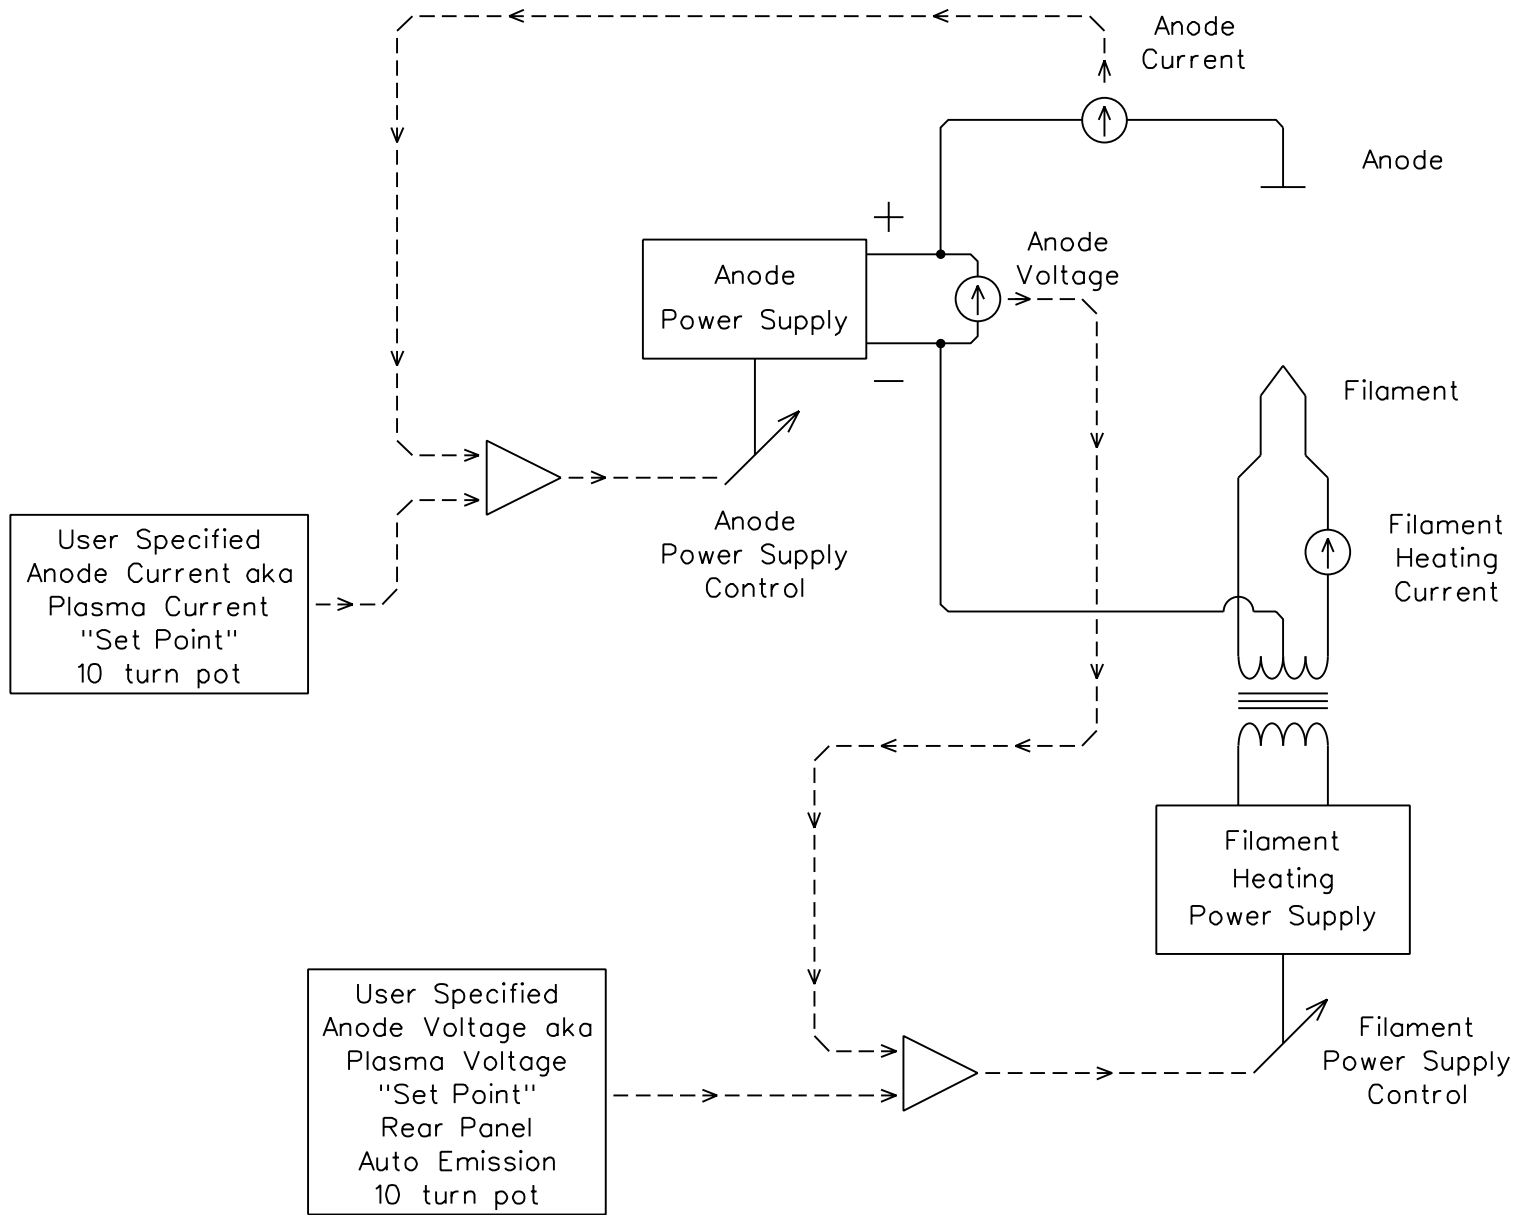 Anode
Current
Anode
+
Anode
Voltage
Anode
Power Supply
—
Filament
Anode
Power Supply
Control
Filament
Heating
Current
User Specified
Anode Current aka
Plasma Current
"Set Point"
10 turn pot
Filament
Heating
Power Supply
User Specified
Anode Voltage aka
Plasma Voltage
"Set Point"
Rear Panel
Auto Emission
10 turn pot
Filament
Power Supply
Control